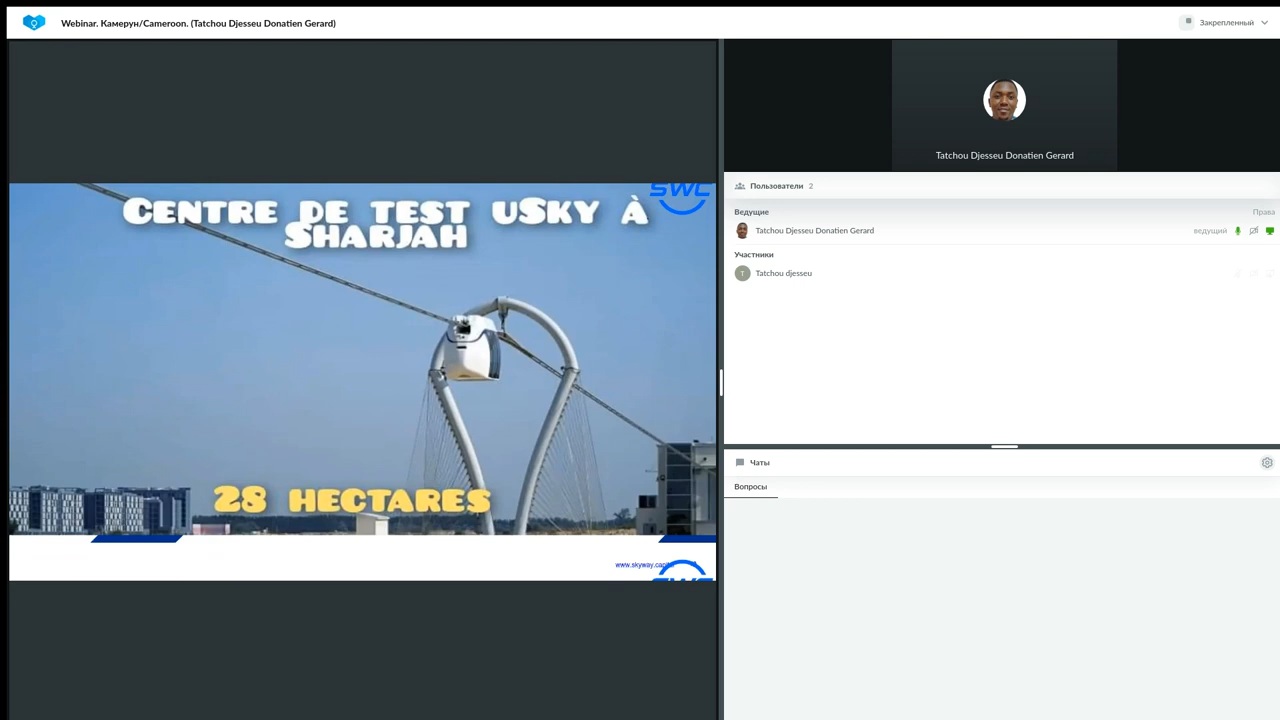 Webinar. Камерун/Cameroon. (Tatchou Djesseu Donatien Gerard)
Закрепленный
CENTRE DE TEST USKY À
SHARJAH
SWC
28 HECTARES
www.skyway.capital
SWC
Tatchou Djesseu Donatien Gerard
Пользователи 2
Ведущие
Права
Tatchou Djesseu Donatien Gerard
ведущий
Участники
T
Tatchou djesseu
Чаты
Вопросы